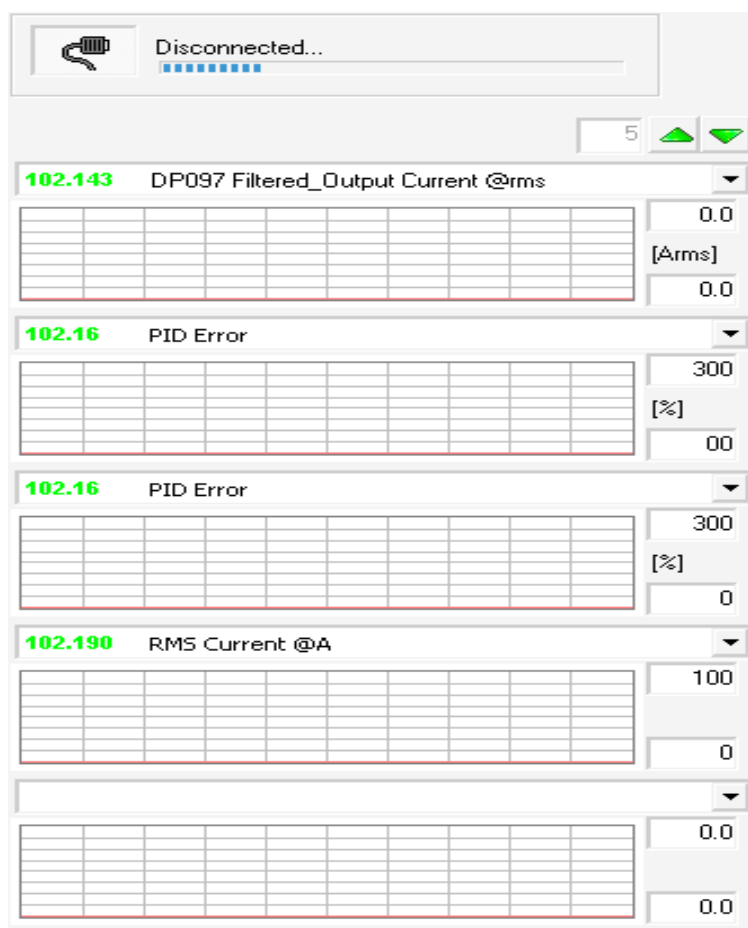 Disconnected...
5
102.143 DP097 Filtered_Output Current @rms
0.0
[Arms]
0.0
102.16 PID Error
300
[%]
00
102.16 PID Error
300
[%]
0
102.190 RMS Current @A
100
0
0.0
0.0